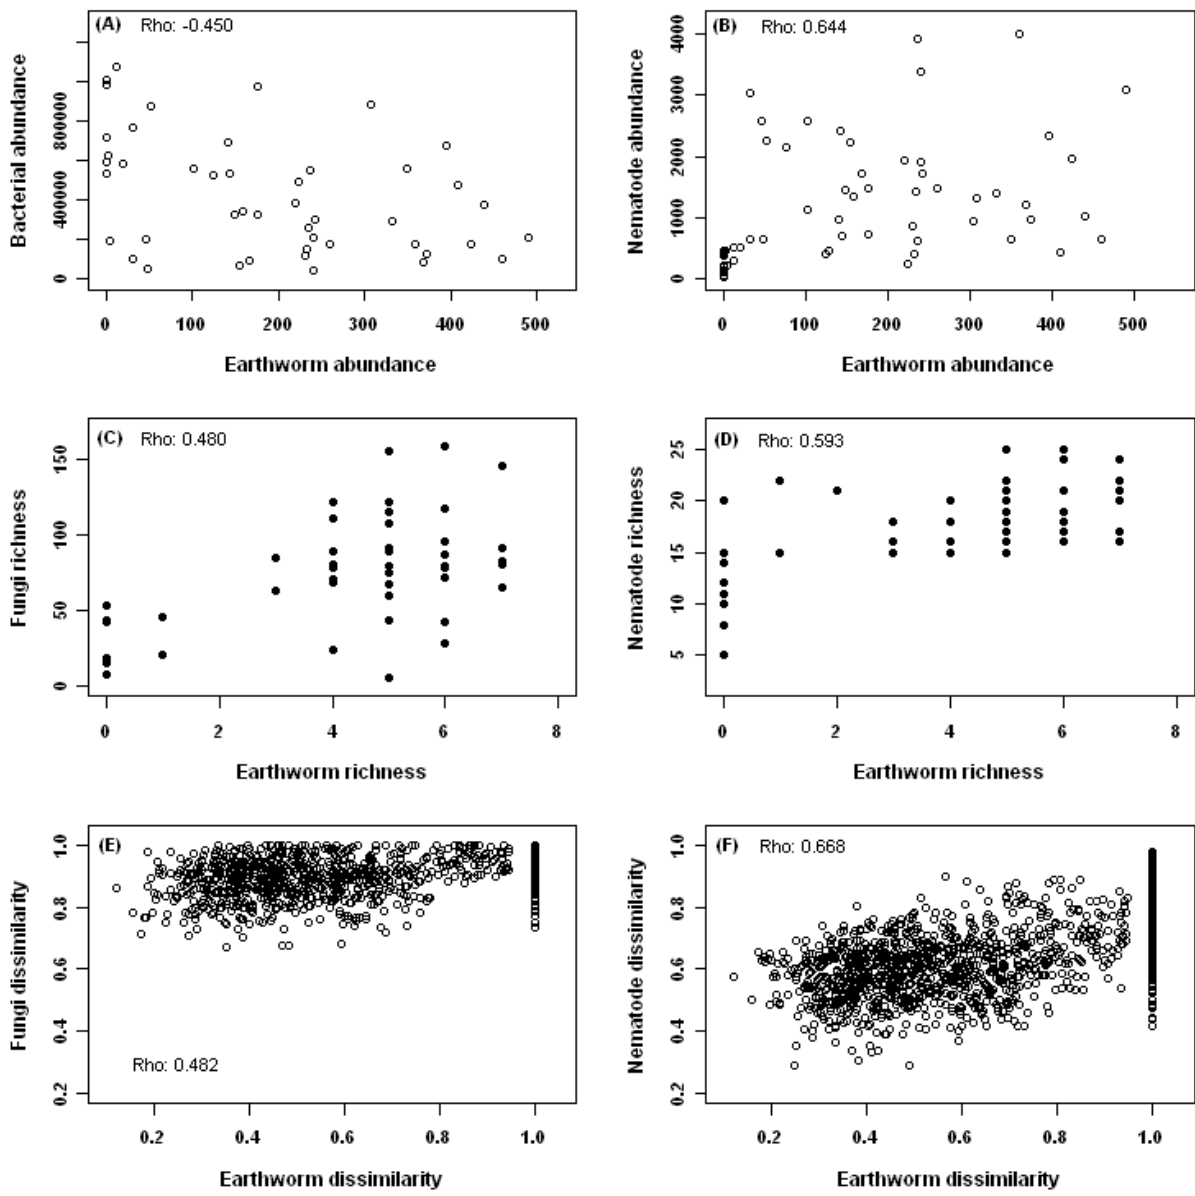 (A) Rho: -0.450
Bacterial abundance
0 400000 800000
0 100 200 300 400 500
Earthworm abundance
(B) Rho: 0.644
Nematode abundance
0 1000 2000 3000 4000
0 100 200 300 400 500
Earthworm abundance
(C) Rho: 0.480
Fungi richness
0 50 100 150
0 2 4 6 8
Earthworm richness
(D) Rho: 0.593
Nematode richness
5 10 15 20 25
0 2 4 6 8
Earthworm richness
(E)
Rho: 0.482
Fungi dissimilarity
0.2 0.4 0.6 0.8 1.0
0.2 0.4 0.6 0.8 1.0
Earthworm dissimilarity
(F) Rho: 0.668
Nematode dissimilarity
0.2 0.4 0.6 0.8 1.0
0.2 0.4 0.6 0.8 1.0
Earthworm dissimilarity